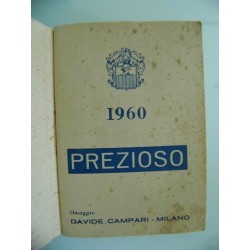 1960
PREZIOSO
Omaggio
DAVIDE CAMPARI - MILANO